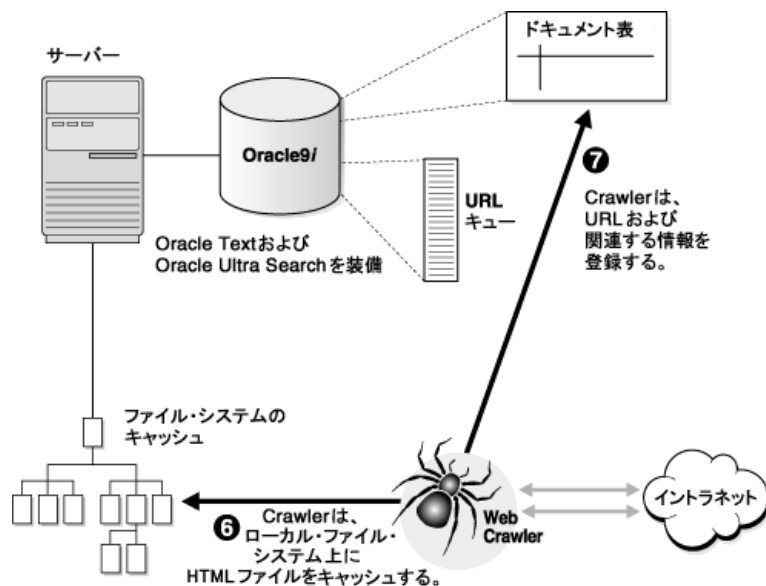 サーバー
ドキュメント表
Oracle9i
URL
キュー
Oracle Textおよび
Oracle Ultra Searchを装備
❼
Crawlerは、
URLおよび
関連する情報を
登録する。
ファイル・システムの
キャッシュ
❻
Crawlerは、
ローカル・ファイル・
システム上に
HTMLファイルをキャッシュする。
Web
Crawler
イントラネット